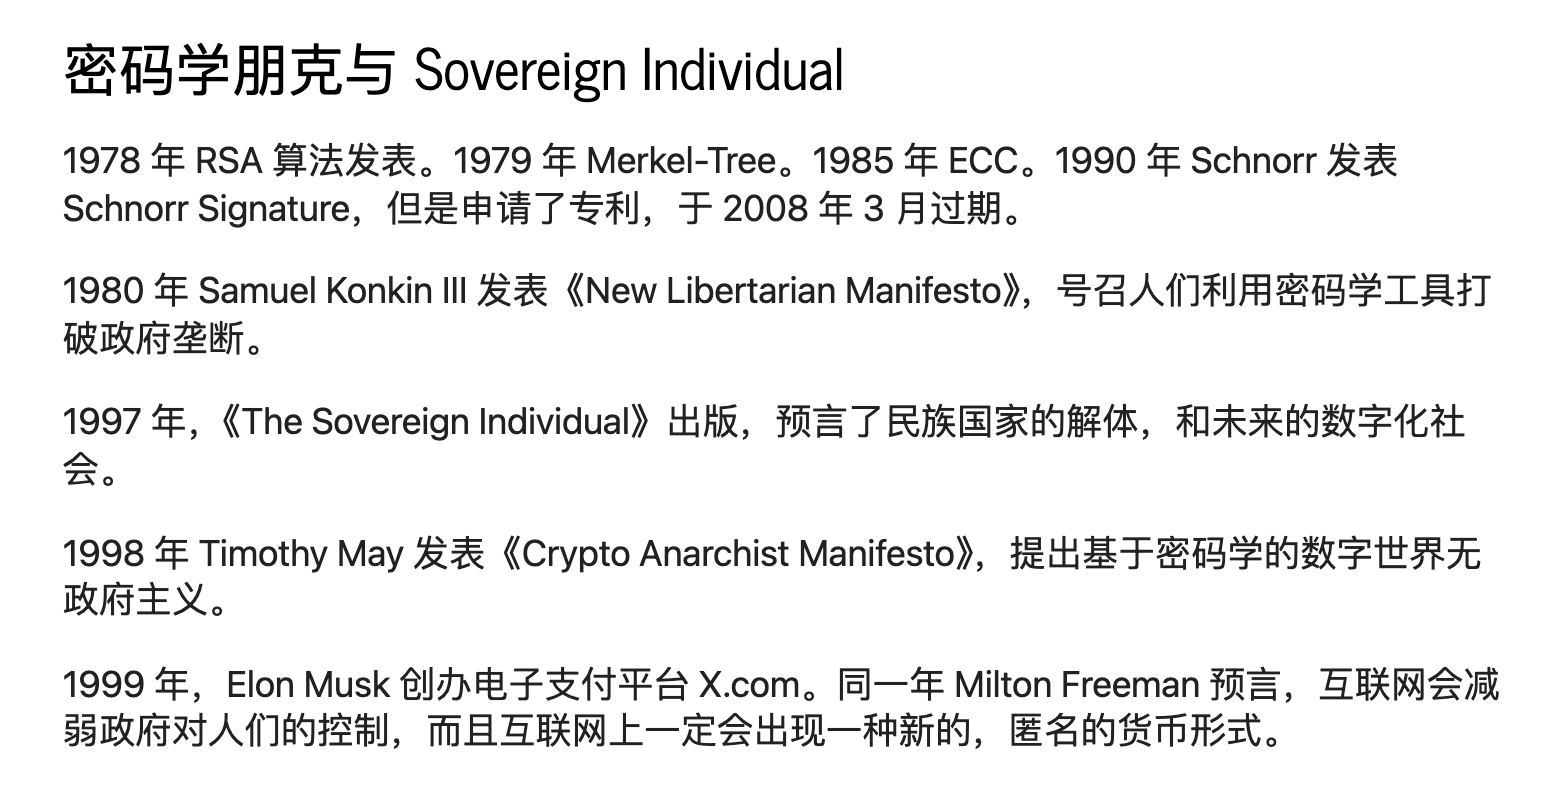 密码学朋克与 Sovereign Individual
1978 年 RSA 算法发表。1979 年 Merkel-Tree。1985 年 ECC。1990 年 Schnorr 发表
Schnorr Signature，但是申请了专利，于 2008 年 3 月过期。
1980 年 Samuel Konkin III 发表《New Libertarian Manifesto》，号召人们利用密码学工具打
破政府垄断。
1997 年，《The Sovereign Individual》出版，预言了民族国家的解体，和未来的数字化社
会。
1998 年 Timothy May 发表《Crypto Anarchist Manifesto》，提出基于密码学的数字世界无
政府主义。
1999 年，Elon Musk 创办电子支付平台 X.com。同一年 Milton Freeman 预言，互联网会减
弱政府对人们的控制，而且互联网上一定会出现一种新的，匿名的货币形式。